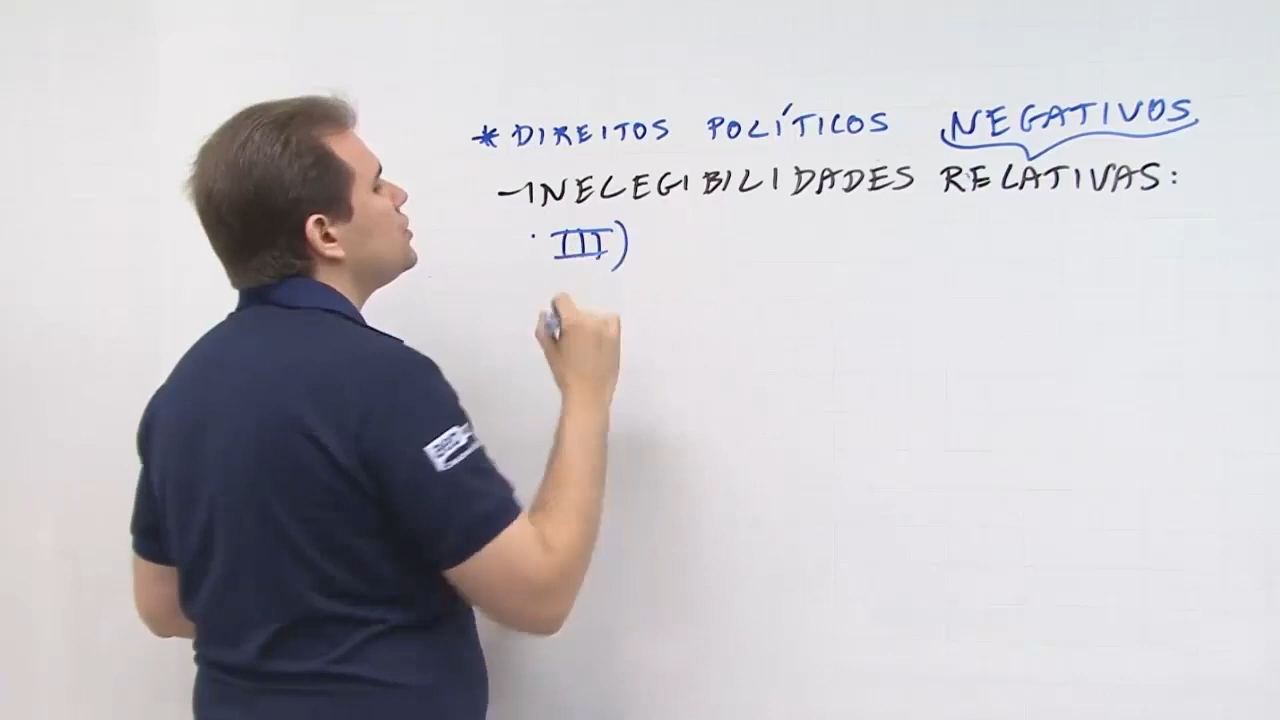 * DIREITOS POLÍTICOS NEGATIVOS
- INELEGIBILIDADES RELATIVAS:
· III)